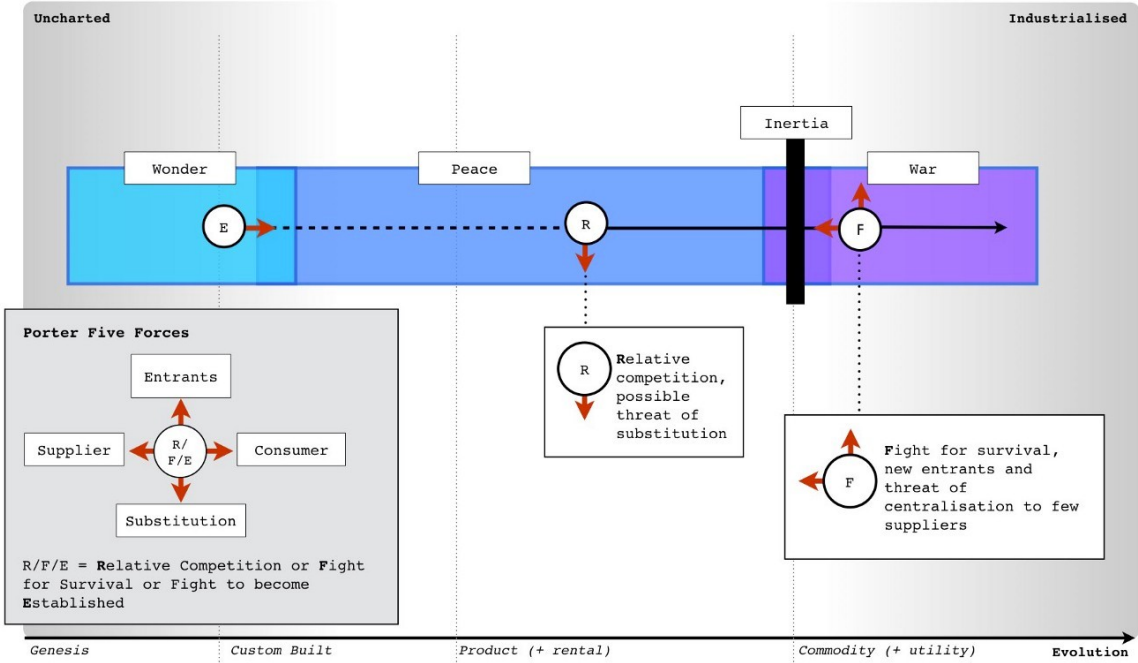 Uncharted
Industrialised
Inertia
Wonder
Peace
War
E
R
F
Porter Five Forces
Entrants
Supplier
R/
F/E
Consumer
Substitution
R/F/E = Relative Competition or Fight
for Survival or Fight to become
Established
R
Relative
competition,
possible
threat of
substitution
F
Fight for survival,
new entrants and
threat of
centralisation to few
suppliers
Genesis
Custom Built
Product (+ rental)
Commodity (+ utility)
Evolution